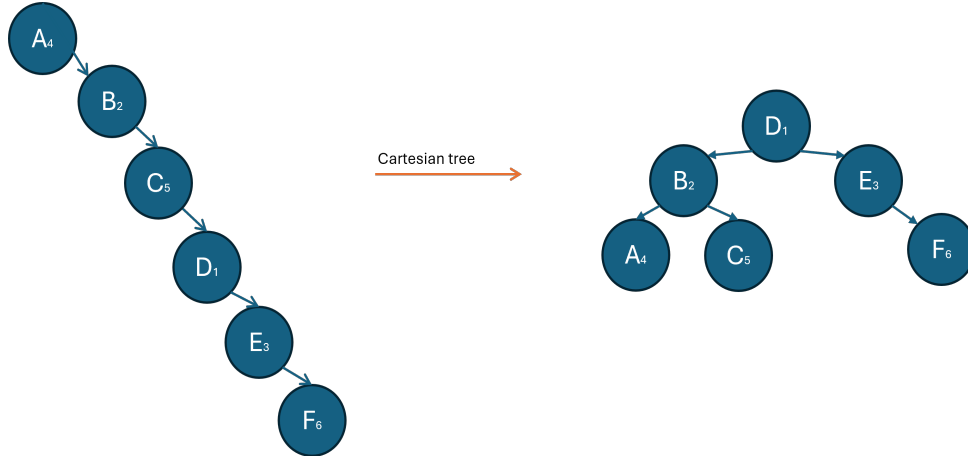 A₄
B₂
C₅
D₁
E₃
F₆
Cartesian tree
D₁
B₂
E₃
A₄
C₅
F₆